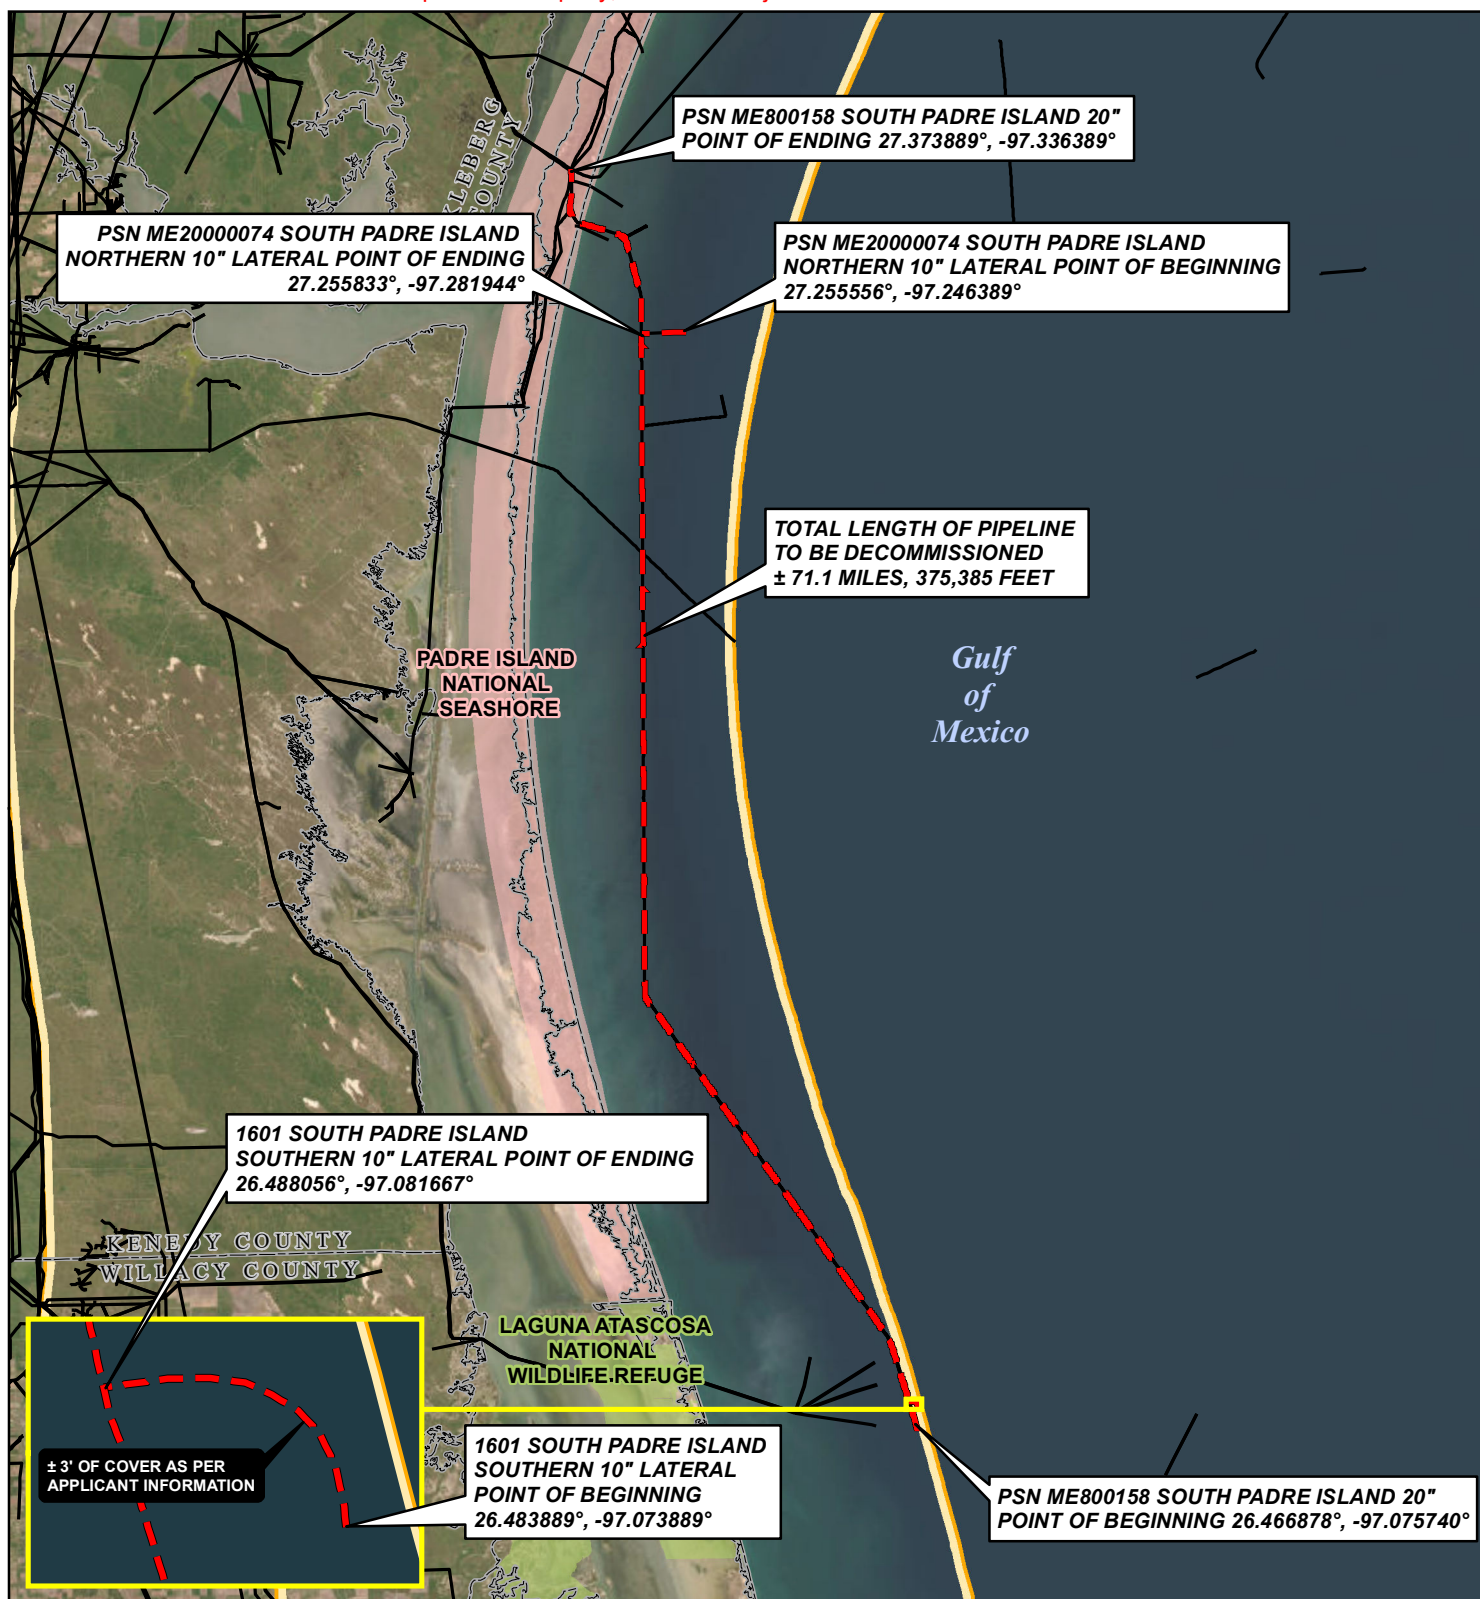 PSN ME800158 SOUTH PADRE ISLAND 20"
POINT OF ENDING 27.373889°, -97.336389°
KLEBERG
COUNTY
PSN ME20000074 SOUTH PADRE ISLAND
NORTHERN 10" LATERAL POINT OF ENDING
27.255833°, -97.281944°
PSN ME20000074 SOUTH PADRE ISLAND
NORTHERN 10" LATERAL POINT OF BEGINNING
27.255556°, -97.246389°
TOTAL LENGTH OF PIPELINE
TO BE DECOMMISSIONED
± 71.1 MILES, 375,385 FEET
Gulf
of
Mexico
PADRE ISLAND
NATIONAL
SEASHORE
1601 SOUTH PADRE ISLAND
SOUTHERN 10" LATERAL POINT OF ENDING
26.488056°, -97.081667°
KENEDY COUNTY
WILLACY COUNTY
LAGUNA ATASCOSA
NATIONAL
WILDLIFE REFUGE
± 3' OF COVER AS PER
APPLICANT INFORMATION
1601 SOUTH PADRE ISLAND
SOUTHERN 10" LATERAL
POINT OF BEGINNING
26.483889°, -97.073889°
PSN ME800158 SOUTH PADRE ISLAND 20"
POINT OF BEGINNING 26.466878°, -97.075740°